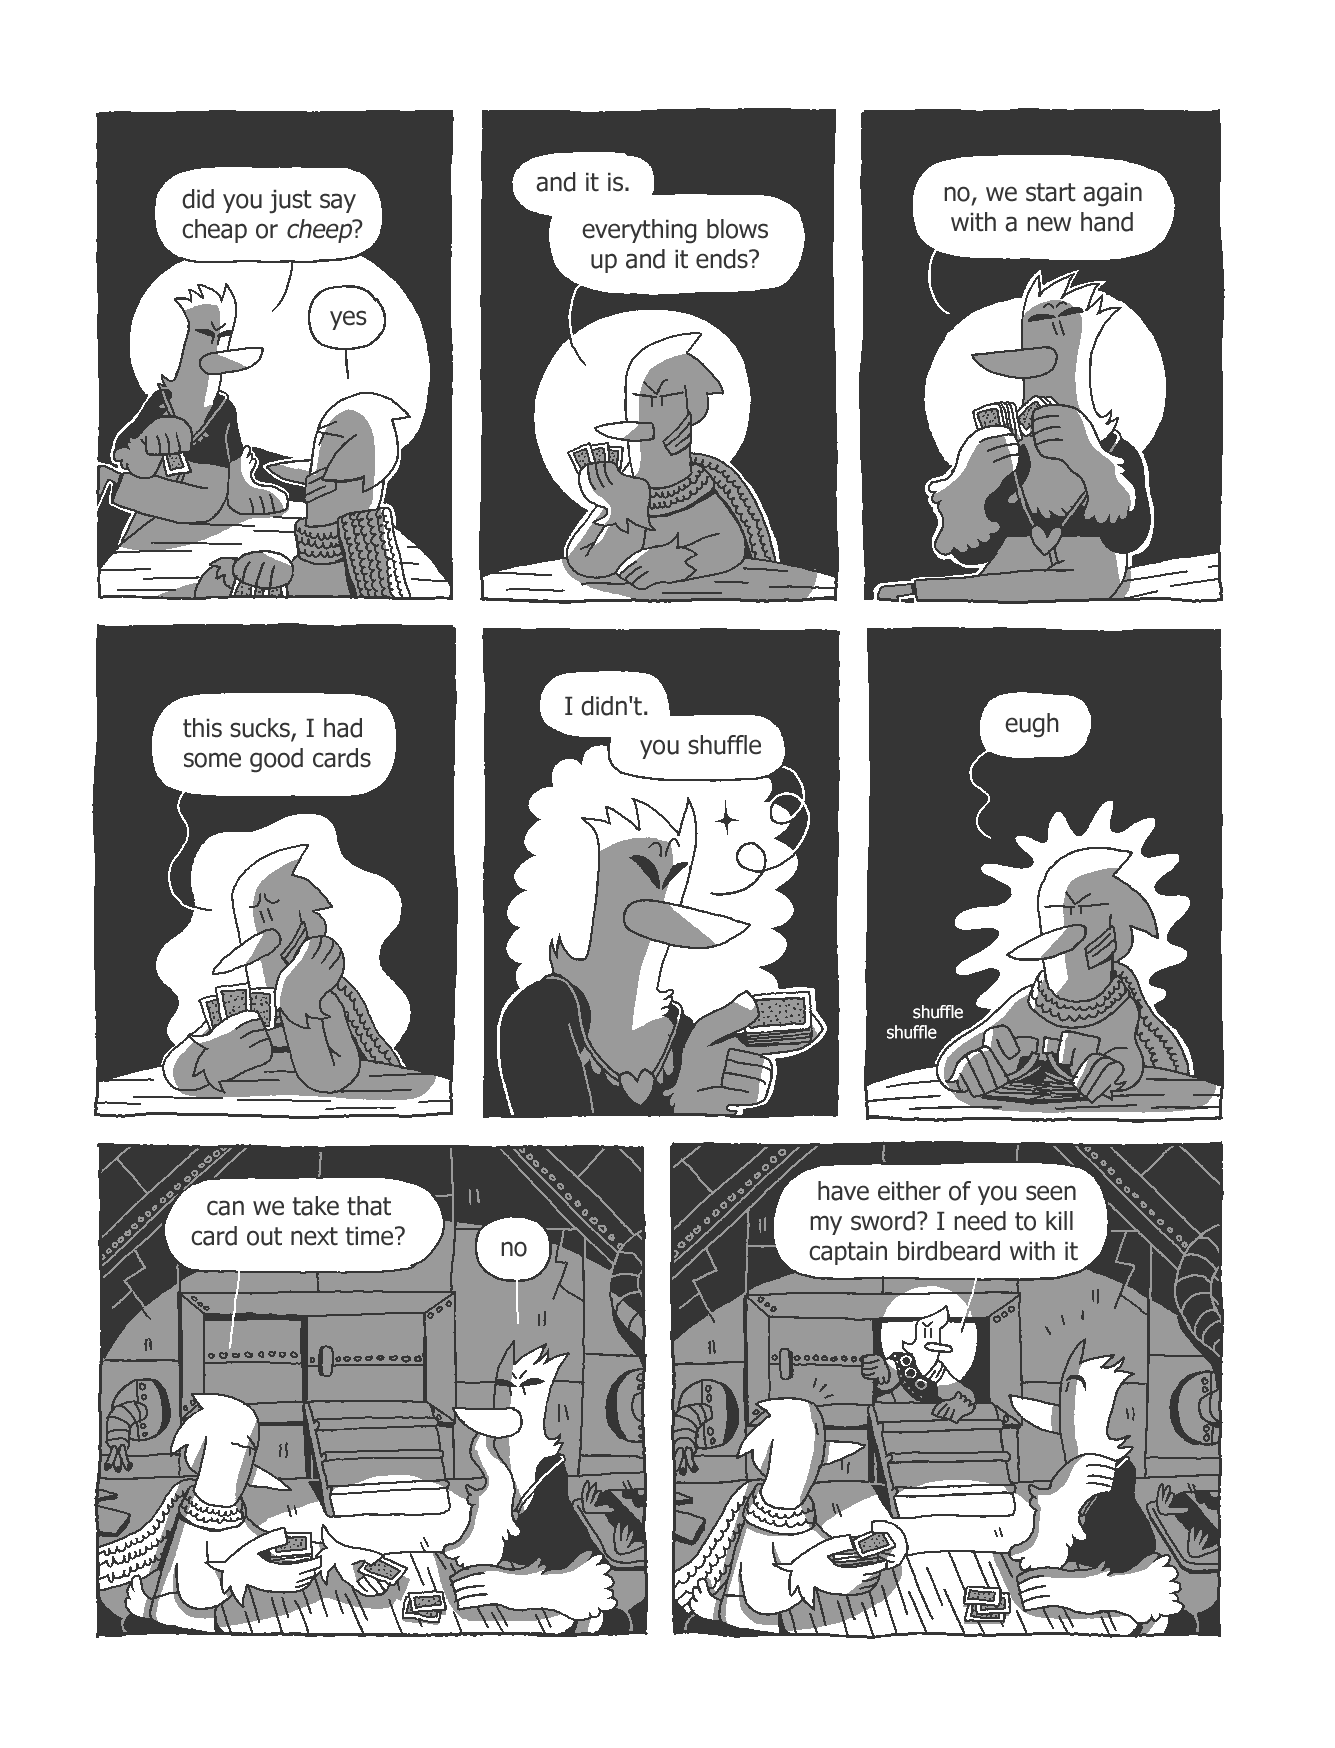 did you just say
cheap or cheep?
yes
and it is.
everything blows
up and it ends?
no, we start again
with a new hand
this sucks, I had
some good cards
I didn't.
you shuffle
eugh
shuffle
shuffle
can we take that
card out next time?
no
have either of you seen
my sword? I need to kill
captain birdbeard with it